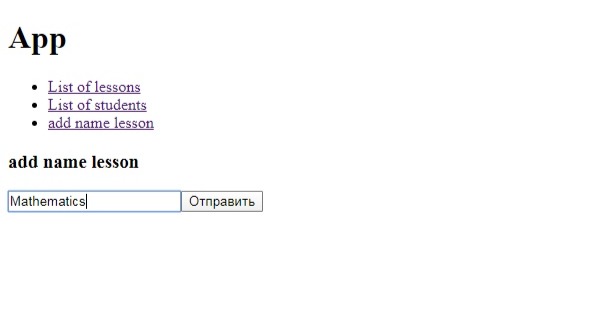 App
List of lessons
List of students
add name lesson
add name lesson
Mathematics Отправить